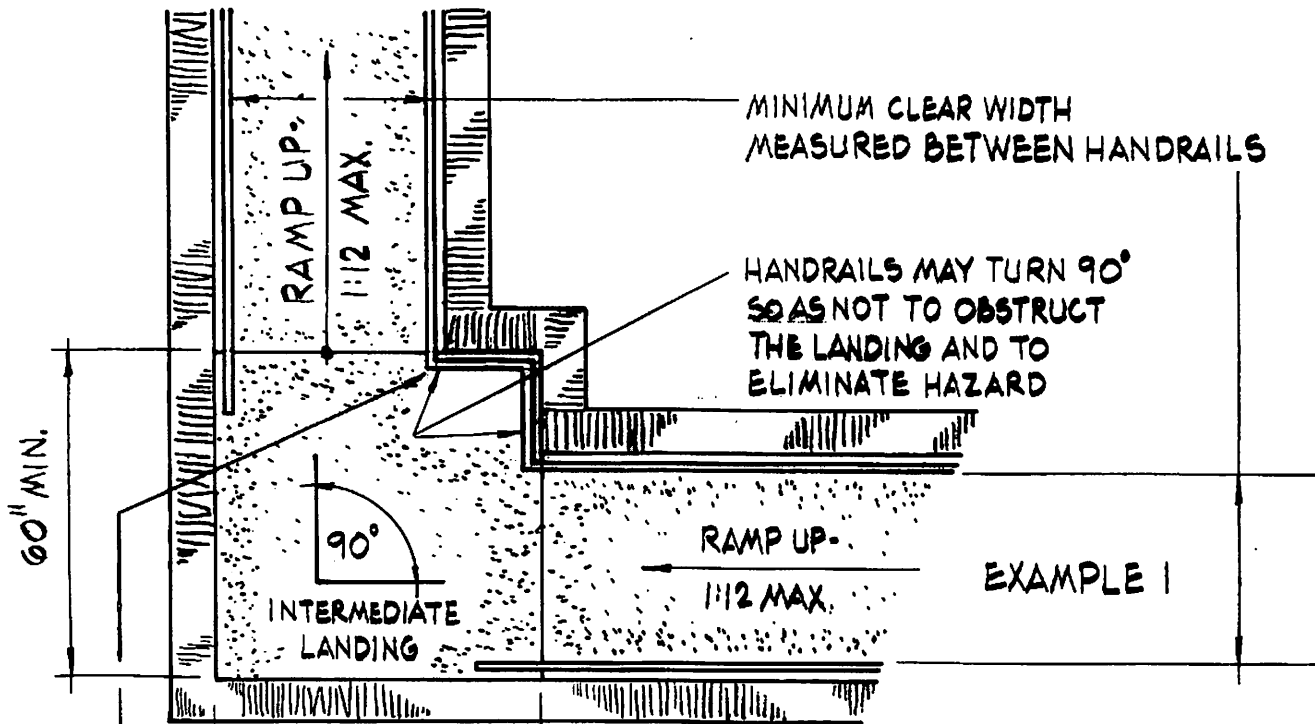 MINIMUM CLEAR WIDTH
MEASURED BETWEEN HANDRAILS
RAMP UP-
1:12 MAX.
HANDRAILS MAY TURN 90°
SO AS NOT TO OBSTRUCT
THE LANDING AND TO
ELIMINATE HAZARD
60" MIN.
90°
INTERMEDIATE
LANDING
RAMP UP-
1:12 MAX.
EXAMPLE 1